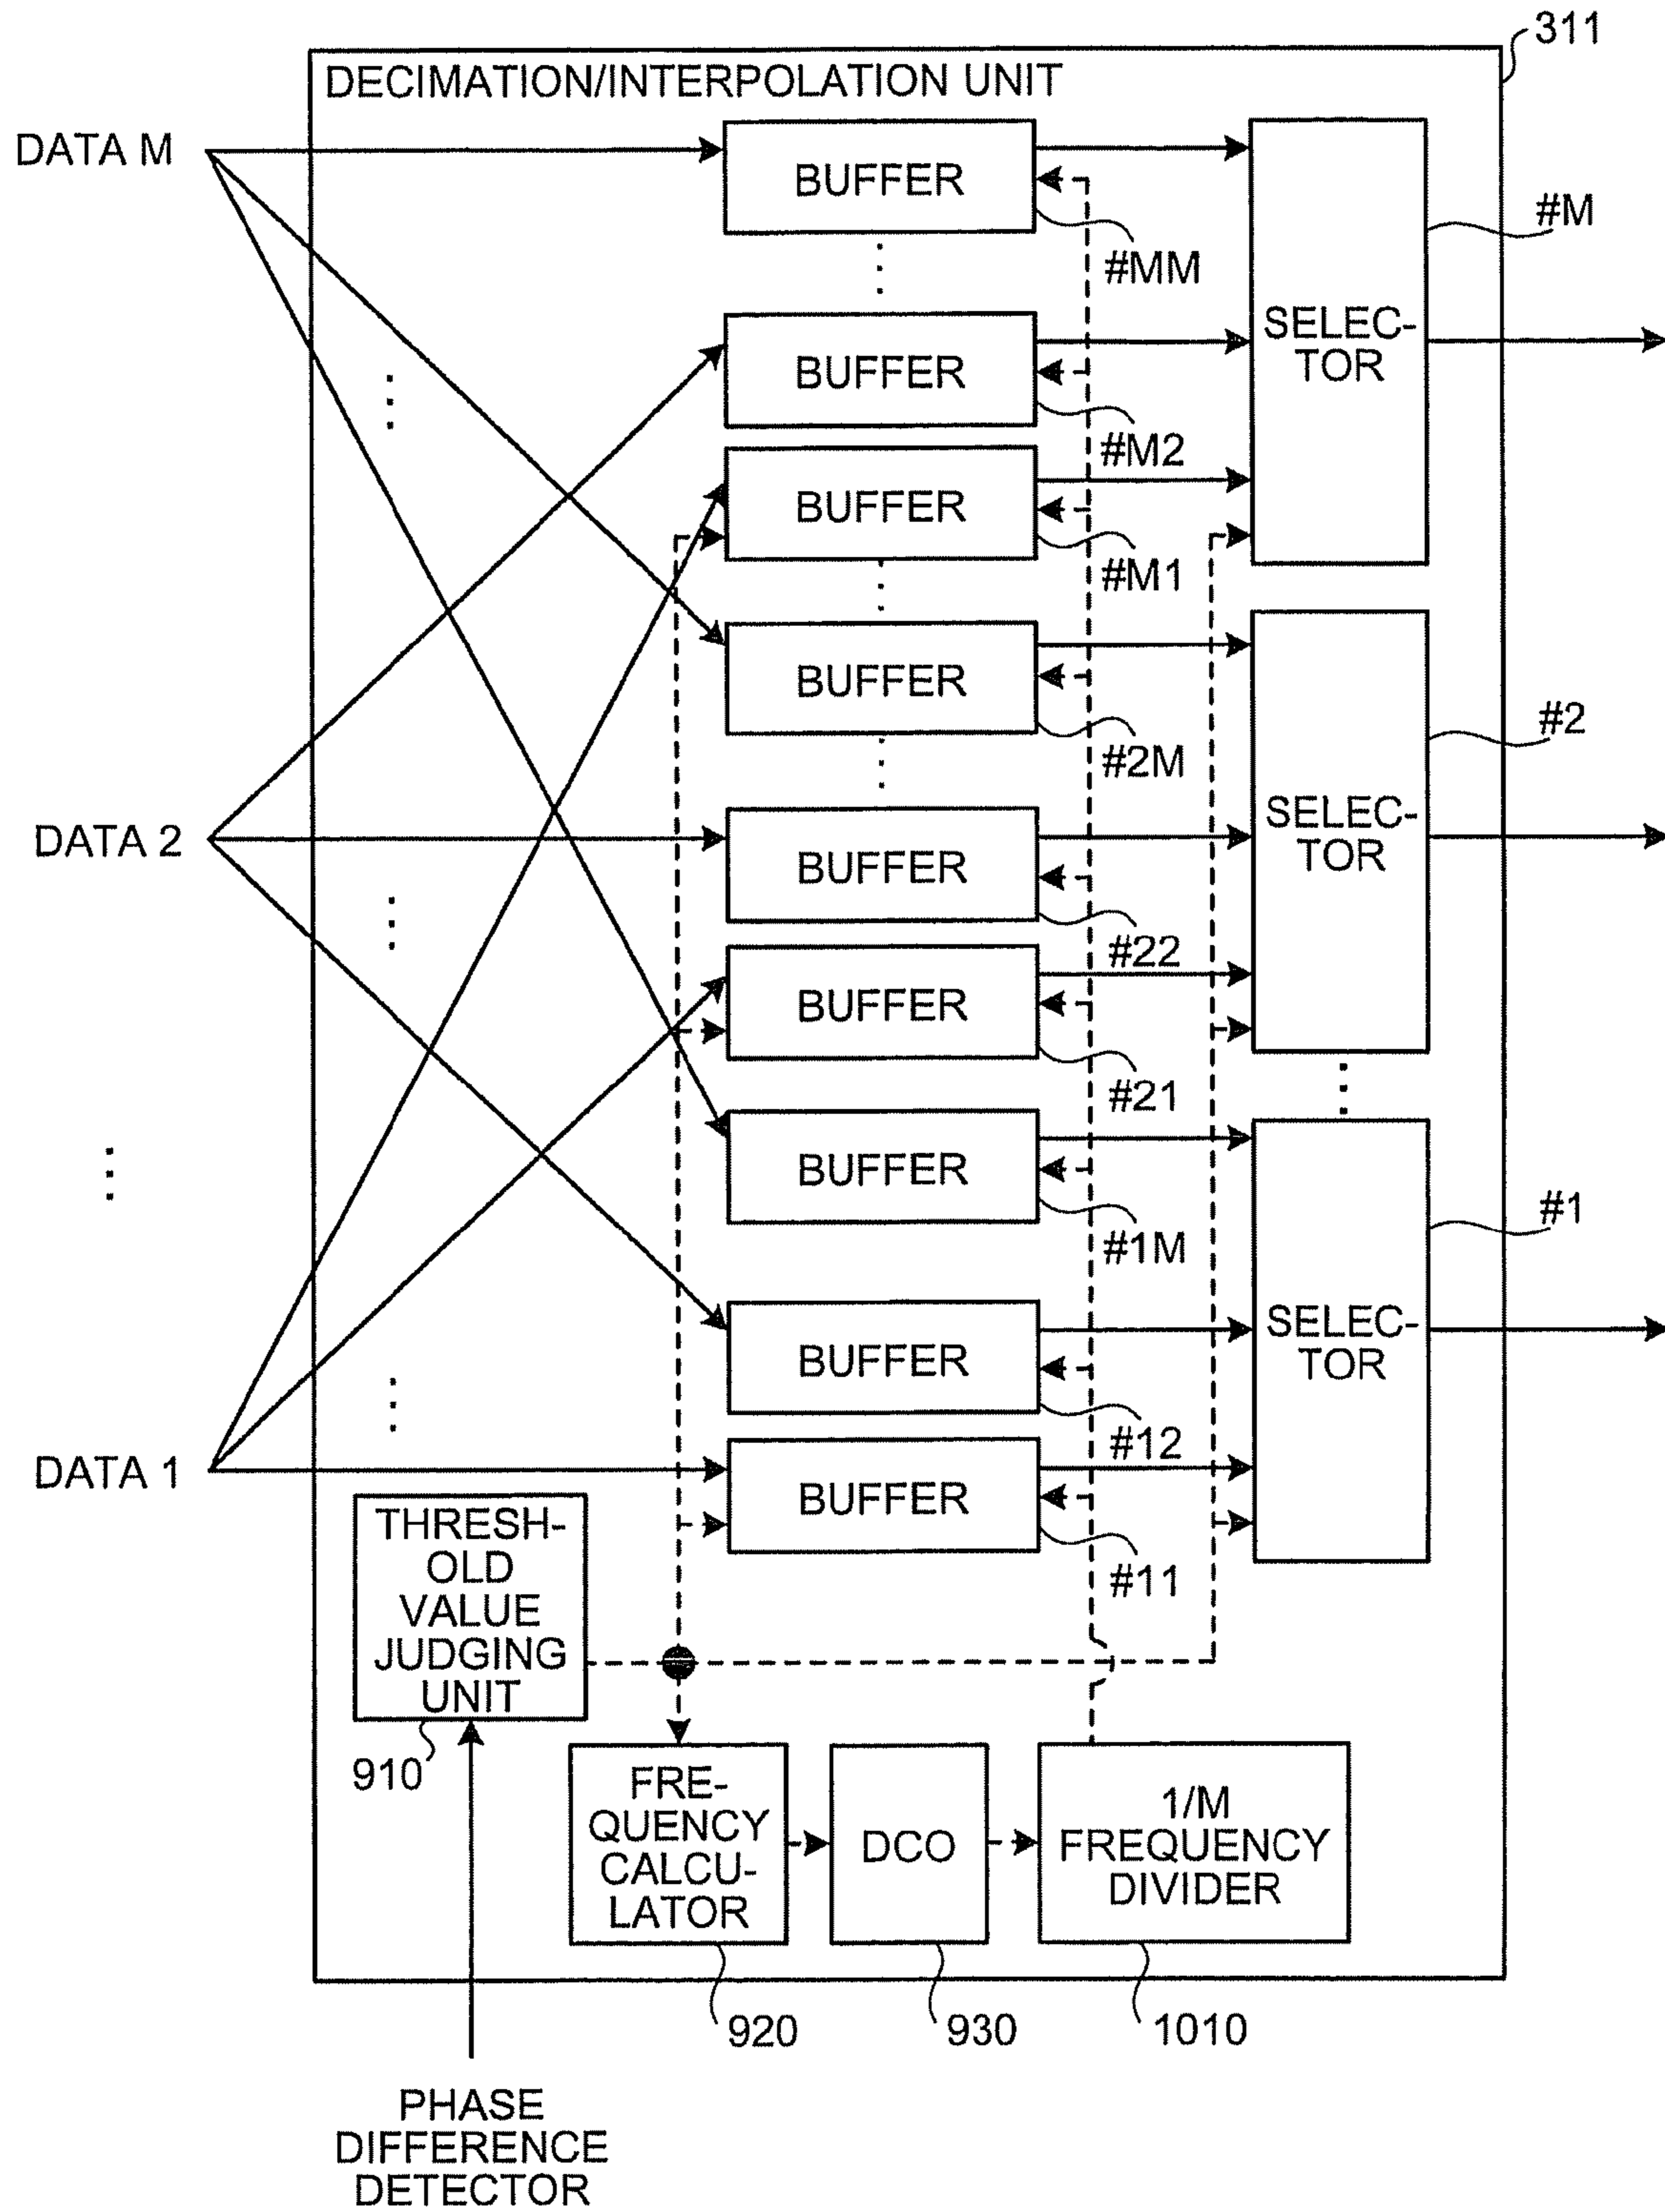 311
DECIMATION/INTERPOLATION UNIT
DATA M
BUFFER
#MM
SELEC-
TOR
#M
BUFFER
#M2
BUFFER
#M1
BUFFER
#2M
SELEC-
TOR
#2
DATA 2
BUFFER
#22
BUFFER
#21
BUFFER
#1M
SELEC-
TOR
#1
BUFFER
#12
DATA 1
BUFFER
#11
THRESH-
OLD
VALUE
JUDGING
UNIT
910
FRE-
QUENCY
CALCU-
LATOR
920
DCO
930
1/M
FREQUENCY
DIVIDER
1010
PHASE
DIFFERENCE
DETECTOR